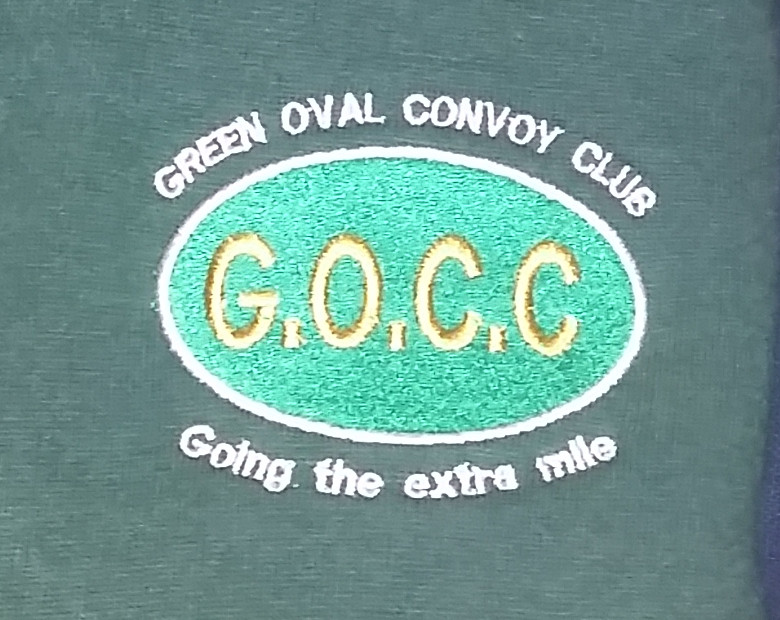 GREEN OVAL CONVOY CLUB
G.O.C.C
Going the extra mile